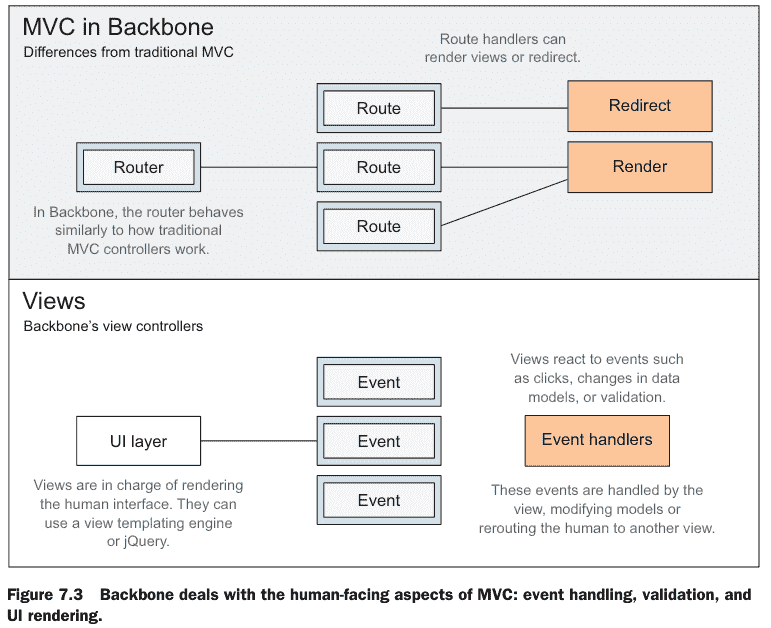 MVC in Backbone
Differences from traditional MVC
Route handlers can
render views or redirect.
Route
Redirect
Router
Route
Render
In Backbone, the router behaves
similarly to how traditional
MVC controllers work.
Route
Views
Backbone's view controllers
Event
Views react to events such
as clicks, changes in data
models, or validation.
UI layer
Event
Event handlers
Views are in charge of rendering
the human interface. They can
use a view templating engine
or jQuery.
Event
These events are handled by the
view, modifying models or
rerouting the human to another view.
Figure 7.3 Backbone deals with the human-facing aspects of MVC: event handling, validation, and
UI rendering.